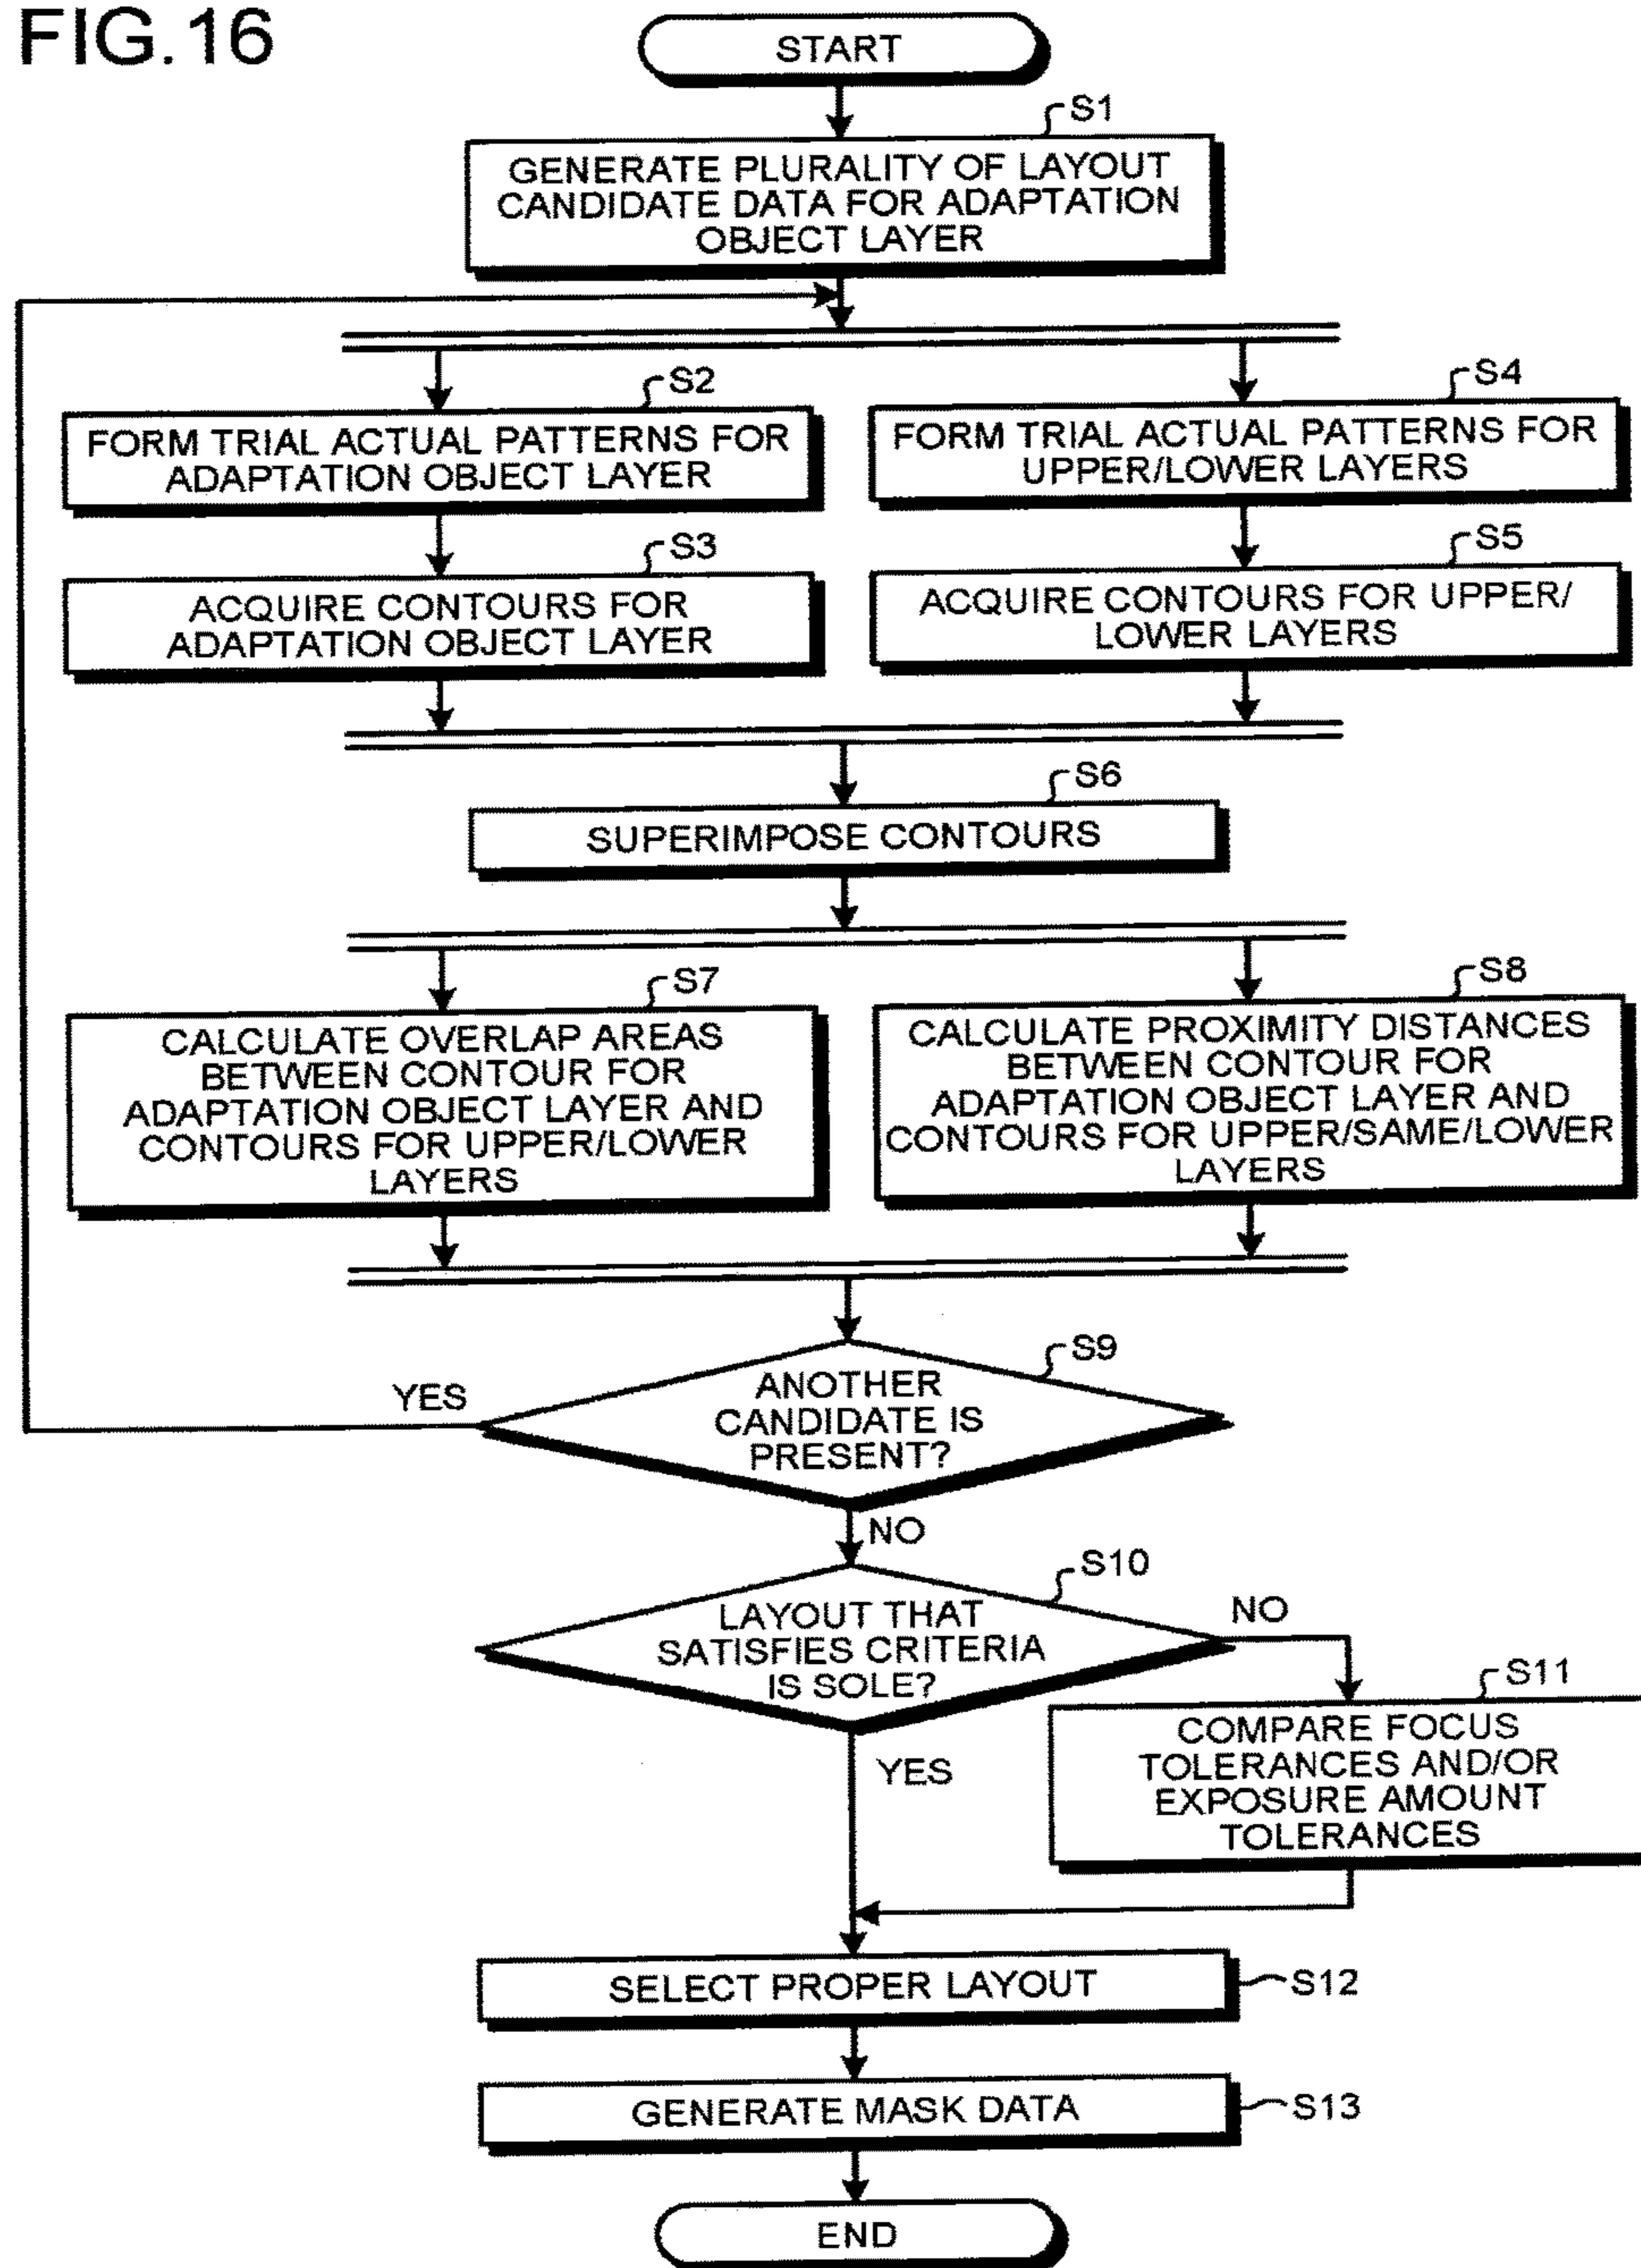 FIG.16
START
S1
GENERATE PLURALITY OF LAYOUT
CANDIDATE DATA FOR ADAPTATION
OBJECT LAYER
S2
FORM TRIAL ACTUAL PATTERNS FOR
ADAPTATION OBJECT LAYER
S4
FORM TRIAL ACTUAL PATTERNS FOR
UPPER/LOWER LAYERS
S3
ACQUIRE CONTOURS FOR
ADAPTATION OBJECT LAYER
S5
ACQUIRE CONTOURS FOR UPPER/
LOWER LAYERS
S6
SUPERIMPOSE CONTOURS
S7
CALCULATE OVERLAP AREAS
BETWEEN CONTOUR FOR
ADAPTATION OBJECT LAYER AND
CONTOURS FOR UPPER/LOWER
LAYERS
S8
CALCULATE PROXIMITY DISTANCES
BETWEEN CONTOUR FOR
ADAPTATION OBJECT LAYER AND
CONTOURS FOR UPPER/SAME/LOWER
LAYERS
S9
YES
ANOTHER
CANDIDATE IS
PRESENT?
NO
S10
LAYOUT THAT
SATISFIES CRITERIA
IS SOLE?
NO
S11
COMPARE FOCUS
TOLERANCES AND/OR
EXPOSURE AMOUNT
TOLERANCES
YES
SELECT PROPER LAYOUT
S12
GENERATE MASK DATA
S13
END